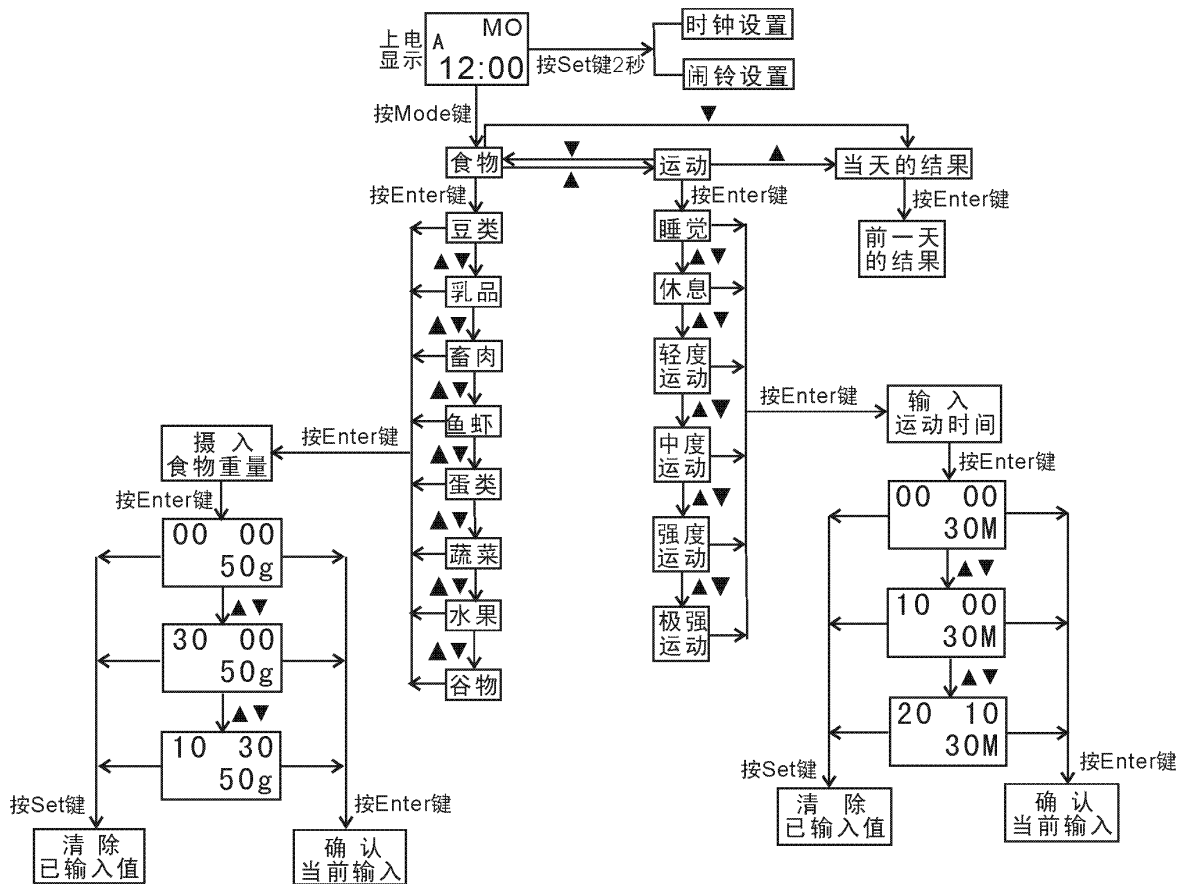 上电
显示
MO
A
12:00
按Set键2秒
时钟设置
闹铃设置
按Mode键
▼
食物
▼
▲
运动
▲
当天的结果
按Enter键
前一天
的结果
按Enter键
豆类
▲▼
乳品
▲▼
畜肉
▲▼
鱼虾
▲▼
蛋类
▲▼
蔬菜
▲▼
水果
▲▼
谷物
按Enter键
睡觉
▲▼
休息
▲▼
轻度
运动
▲▼
中度
运动
▲▼
强度
运动
▲▼
极强
运动
按Enter键
摄入
食物重量
按Enter键
00 00
50g
▲▼
30 00
50g
▲▼
10 30
50g
按Set键
清除
已输入值
按Enter键
确认
当前输入
按Enter键
输入
运动时间
按Enter键
00 00
30M
▲▼
10 00
30M
▲▼
20 10
30M
按Set键
清除
已输入值
按Enter键
确认
当前输入